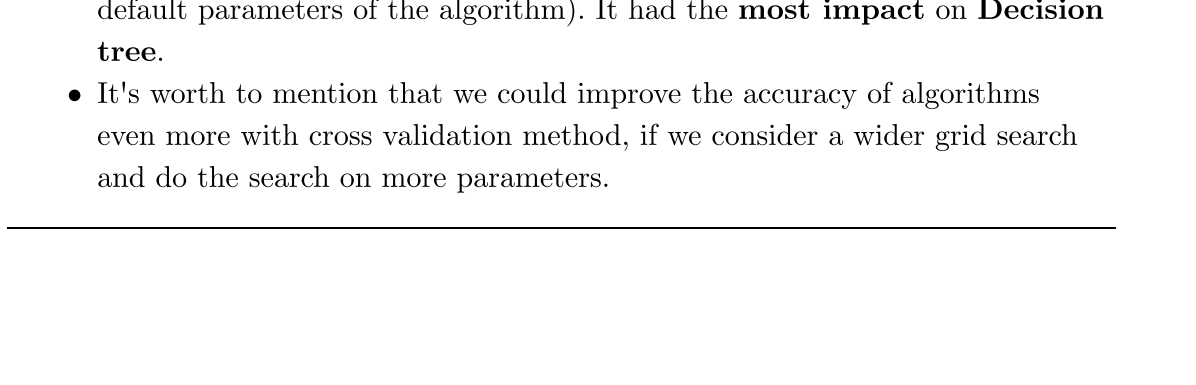 default parameters of the algorithm). It had the most impact on Decision
tree.
• It's worth to mention that we could improve the accuracy of algorithms
even more with cross validation method, if we consider a wider grid search
and do the search on more parameters.